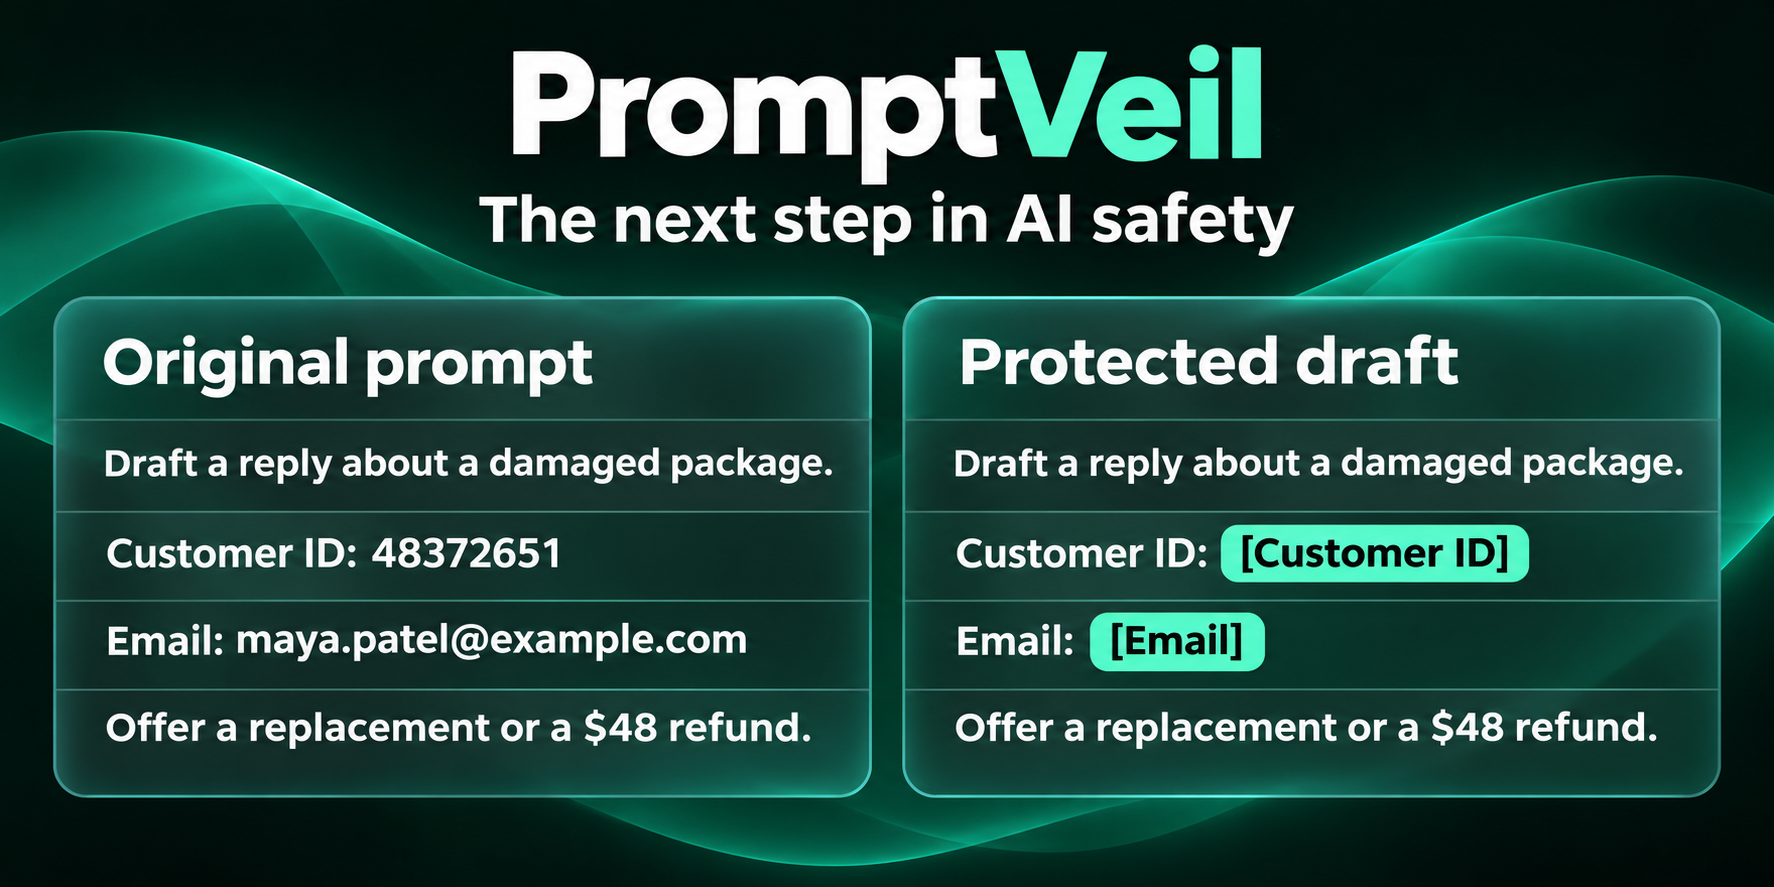 PromptVeil
The next step in AI safety
Original prompt
Draft a reply about a damaged package.
Customer ID: 48372651
Email: maya.patel@example.com
Offer a replacement or a $48 refund.
Protected draft
Draft a reply about a damaged package.
Customer ID: [Customer ID]
Email: [Email]
Offer a replacement or a $48 refund.